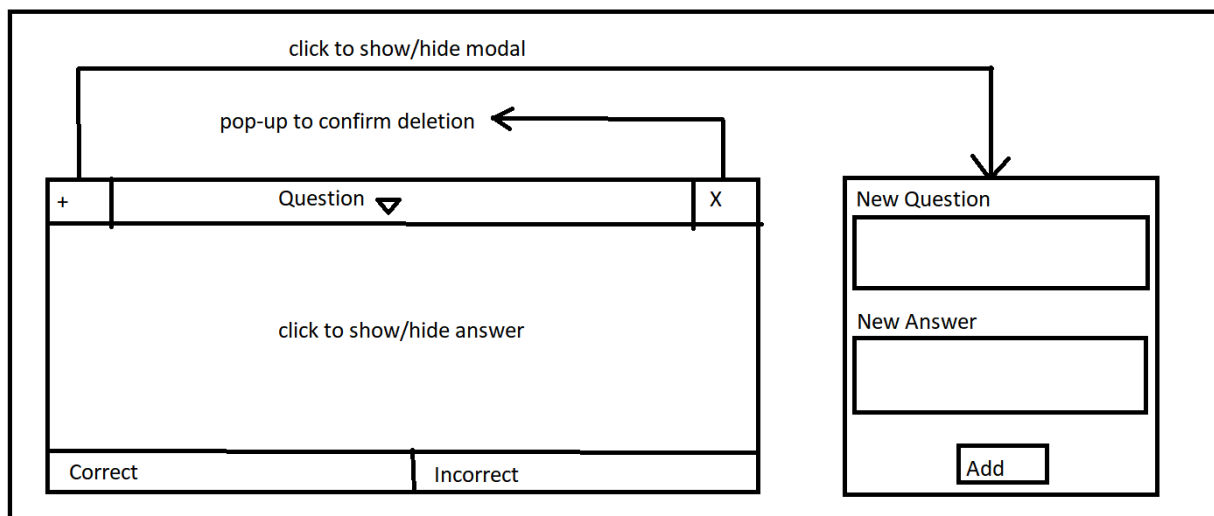 click to show/hide modal
pop-up to confirm deletion
+
Question
X
click to show/hide answer
Correct
Incorrect
New Question
New Answer
Add